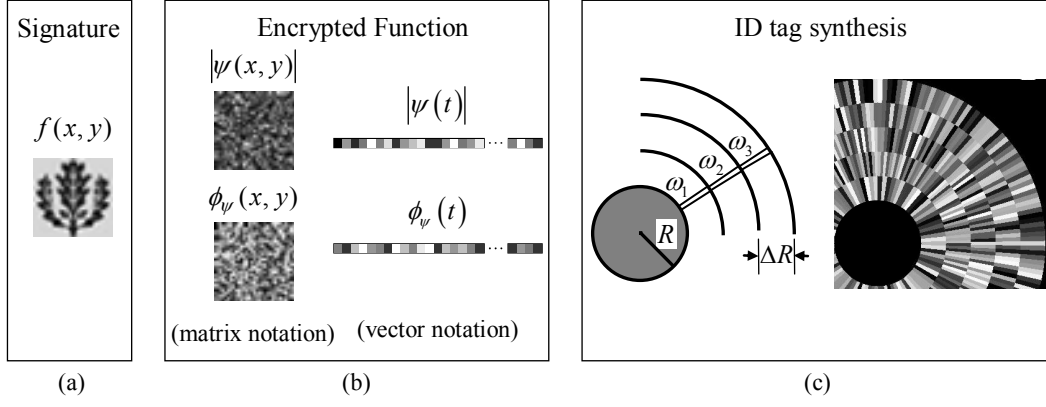 Signature
f(x, y)
(a)
Encrypted Function
|ψ(x, y)|
ϕψ(x, y)
(matrix notation)
|ψ(t)|
...
ϕψ(t)
...
(vector notation)
(b)
ID tag synthesis
ω1
ω2
ω3
R
ΔR
(c)